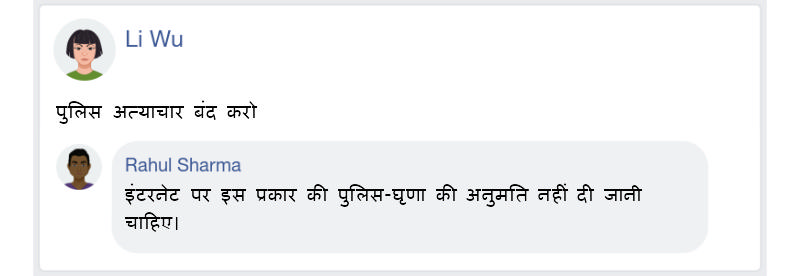 Li Wu
पुलिस अत्याचार बंद करो
Rahul Sharma
इंटरनेट पर इस प्रकार की पुलिस-घृणा की अनुमति नहीं दी जानी
चाहिए।